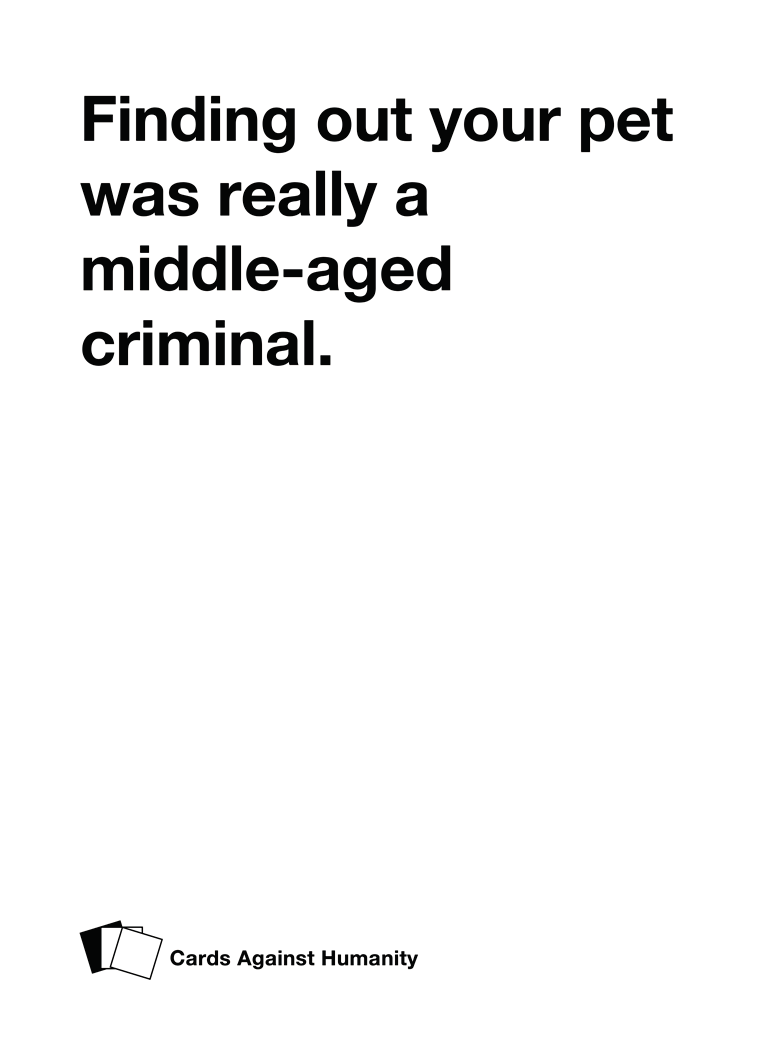 Finding out your pet
was really a
middle-aged
criminal.
Cards Against Humanity